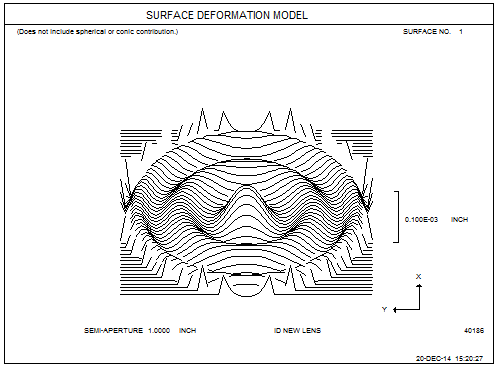 SURFACE DEFORMATION MODEL
(Does not include spherical or conic contribution.) SURFACE NO. 1
0.100E-03 INCH
X
Y
SEMI-APERTURE 1.0000 INCH ID NEW LENS 40186
20-DEC-14 15:20:27